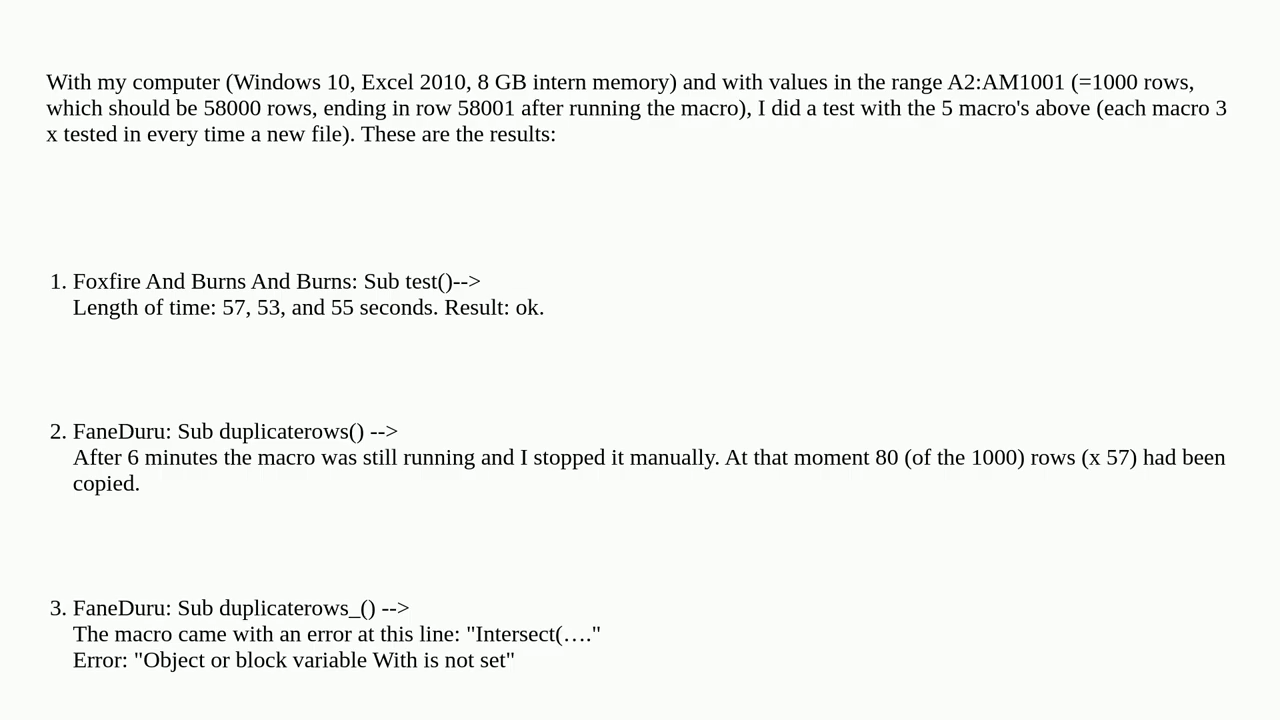 With my computer (Windows 10, Excel 2010, 8 GB intern memory) and with values in the range A2:AM1001 (=1000 rows,
which should be 58000 rows, ending in row 58001 after running the macro), I did a test with the 5 macro's above (each macro 3
x tested in every time a new file). These are the results:
1. Foxfire And Burns And Burns: Sub test()-->
Length of time: 57, 53, and 55 seconds. Result: ok.
2. FaneDuru: Sub duplicaterows() -->
After 6 minutes the macro was still running and I stopped it manually. At that moment 80 (of the 1000) rows (x 57) had been
copied.
3. FaneDuru: Sub duplicaterows_() -->
The macro came with an error at this line: "Intersect(…."
Error: "Object or block variable With is not set"